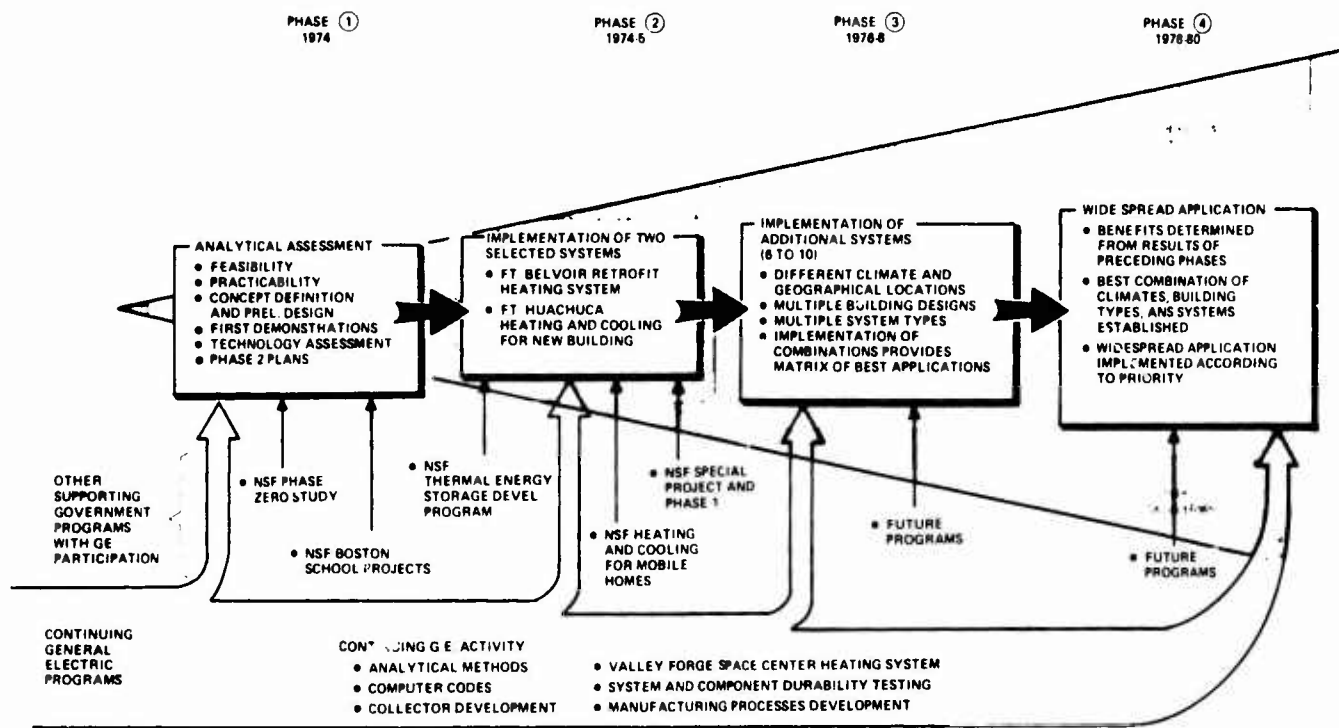 PHASE ①
1974
PHASE ②
1974-5
PHASE ③
1976-8
PHASE ④
1978-80
ANALYTICAL ASSESSMENT
• FEASIBILITY
• PRACTICABILITY
• CONCEPT DEFINITION
AND PREL. DESIGN
• FIRST DEMONSTRATIONS
• TECHNOLOGY ASSESSMENT
• PHASE 2 PLANS
IMPLEMENTATION OF TWO
SELECTED SYSTEMS
• FT BELVOIR RETROFIT
HEATING SYSTEM
• FT HUACHUCA
HEATING AND COOLING
FOR NEW BUILDING
IMPLEMENTATION OF
ADDITIONAL SYSTEMS
(6 TO 10)
• DIFFERENT CLIMATE AND
GEOGRAPHICAL LOCATIONS
• MULTIPLE BUILDING DESIGNS
• MULTIPLE SYSTEM TYPES
• IMPLEMENTATION OF
COMBINATIONS PROVIDES
MATRIX OF BEST APPLICATIONS
WIDE SPREAD APPLICATION
• BENEFITS DETERMINED
FROM RESULTS OF
PRECEDING PHASES
• BEST COMBINATION OF
CLIMATES, BUILDING
TYPES, ANS SYSTEMS
ESTABLISHED
• WIDESPREAD APPLICATION
IMPLEMENTED ACCORDING
TO PRIORITY
OTHER
SUPPORTING
GOVERNMENT
PROGRAMS
WITH GE
PARTICIPATION
• NSF PHASE
ZERO STUDY
• NSF BOSTON
SCHOOL PROJECTS
• NSF
THERMAL ENERGY
STORAGE DEVEL
PROGRAM
• NSF HEATING
AND COOLING
FOR MOBILE
HOMES
• NSF SPECIAL
PROJECT AND
PHASE 1
• FUTURE
PROGRAMS
• FUTURE
PROGRAMS
CONTINUING
GENERAL
ELECTRIC
PROGRAMS
CONTINUING G E ACTIVITY
• ANALYTICAL METHODS
• COMPUTER CODES
• COLLECTOR DEVELOPMENT
• VALLEY FORGE SPACE CENTER HEATING SYSTEM
• SYSTEM AND COMPONENT DURABILITY TESTING
• MANUFACTURING PROCESSES DEVELOPMENT